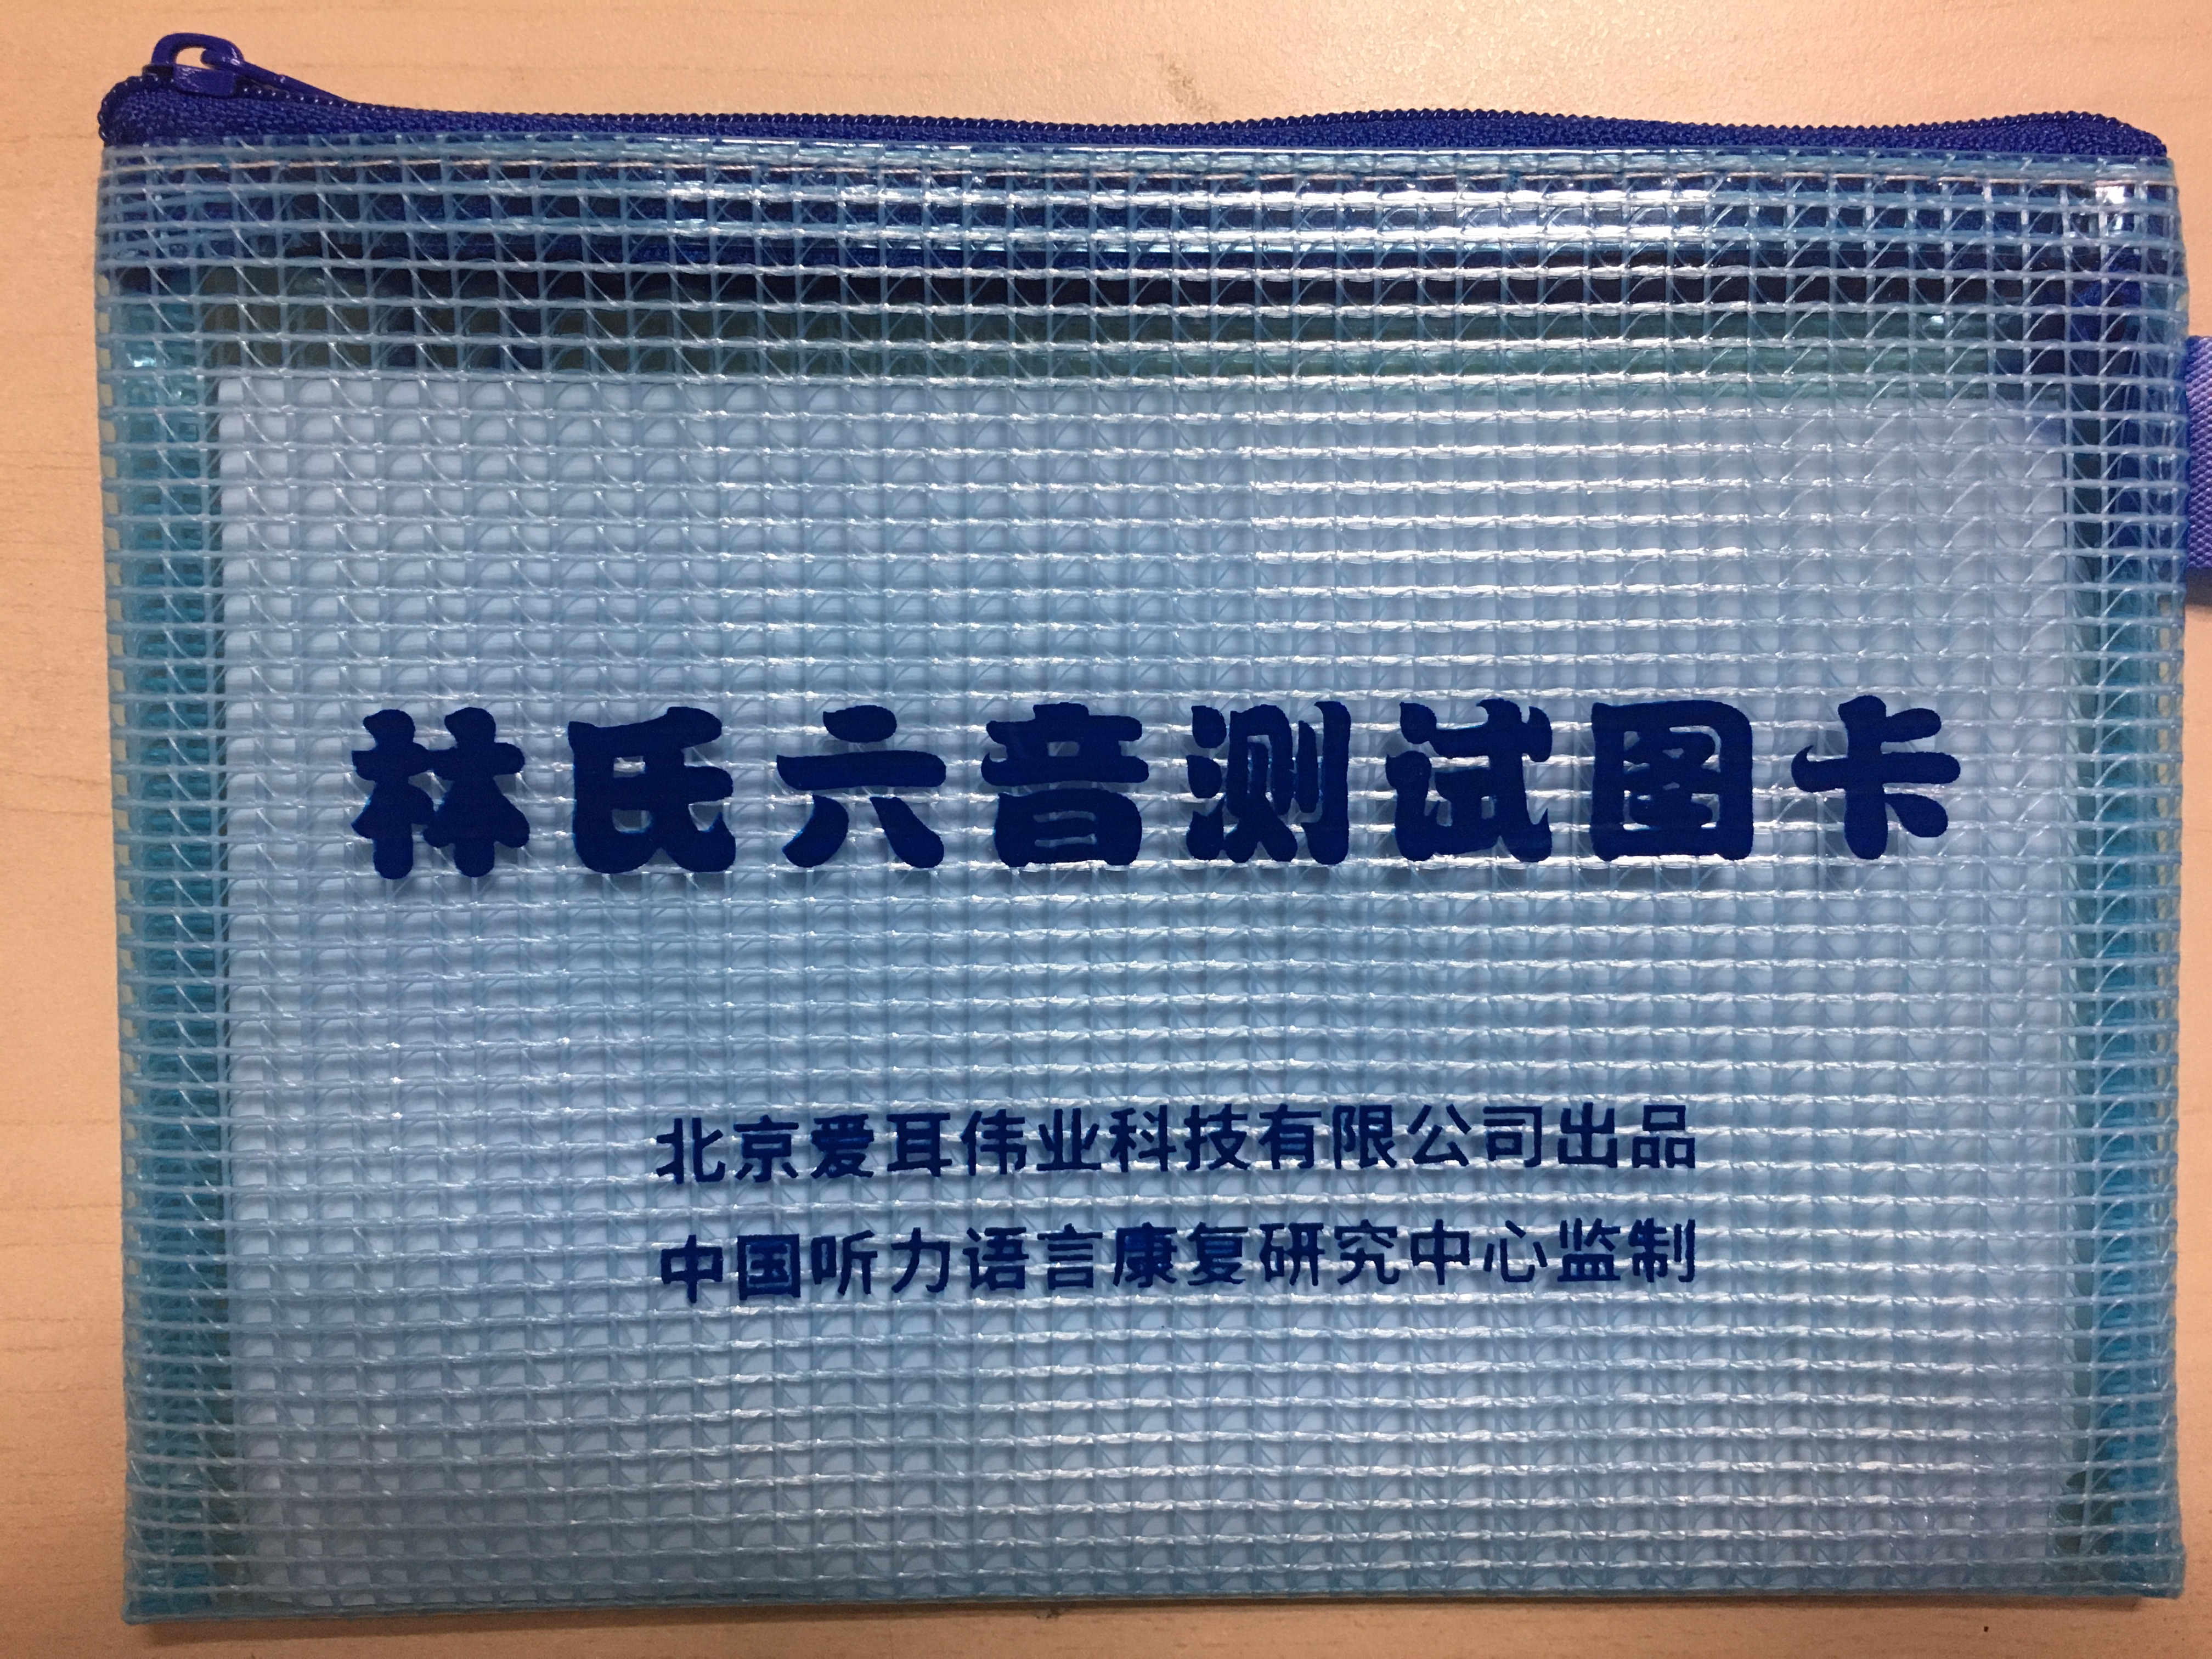 林氏六音测试图卡
北京爱耳伟业科技有限公司出品
中国听力语言康复研究中心监制